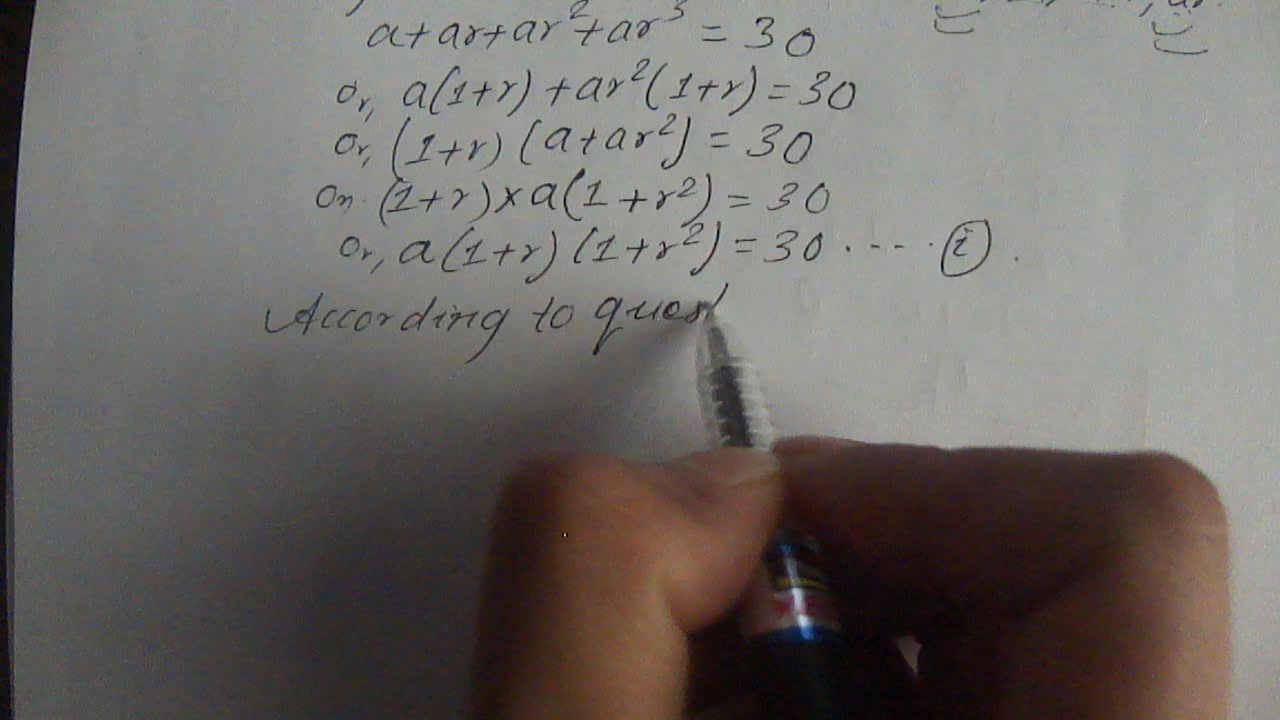 a+ar+ar²+ar³ = 30
Or, a(1+r)+ar²(1+r)=30
Or, (1+r)(a+ar²) = 30
Or. (1+r)×a(1+r²) = 30
Or, a(1+r)(1+r²)=30 ---- (i) .
According to quest